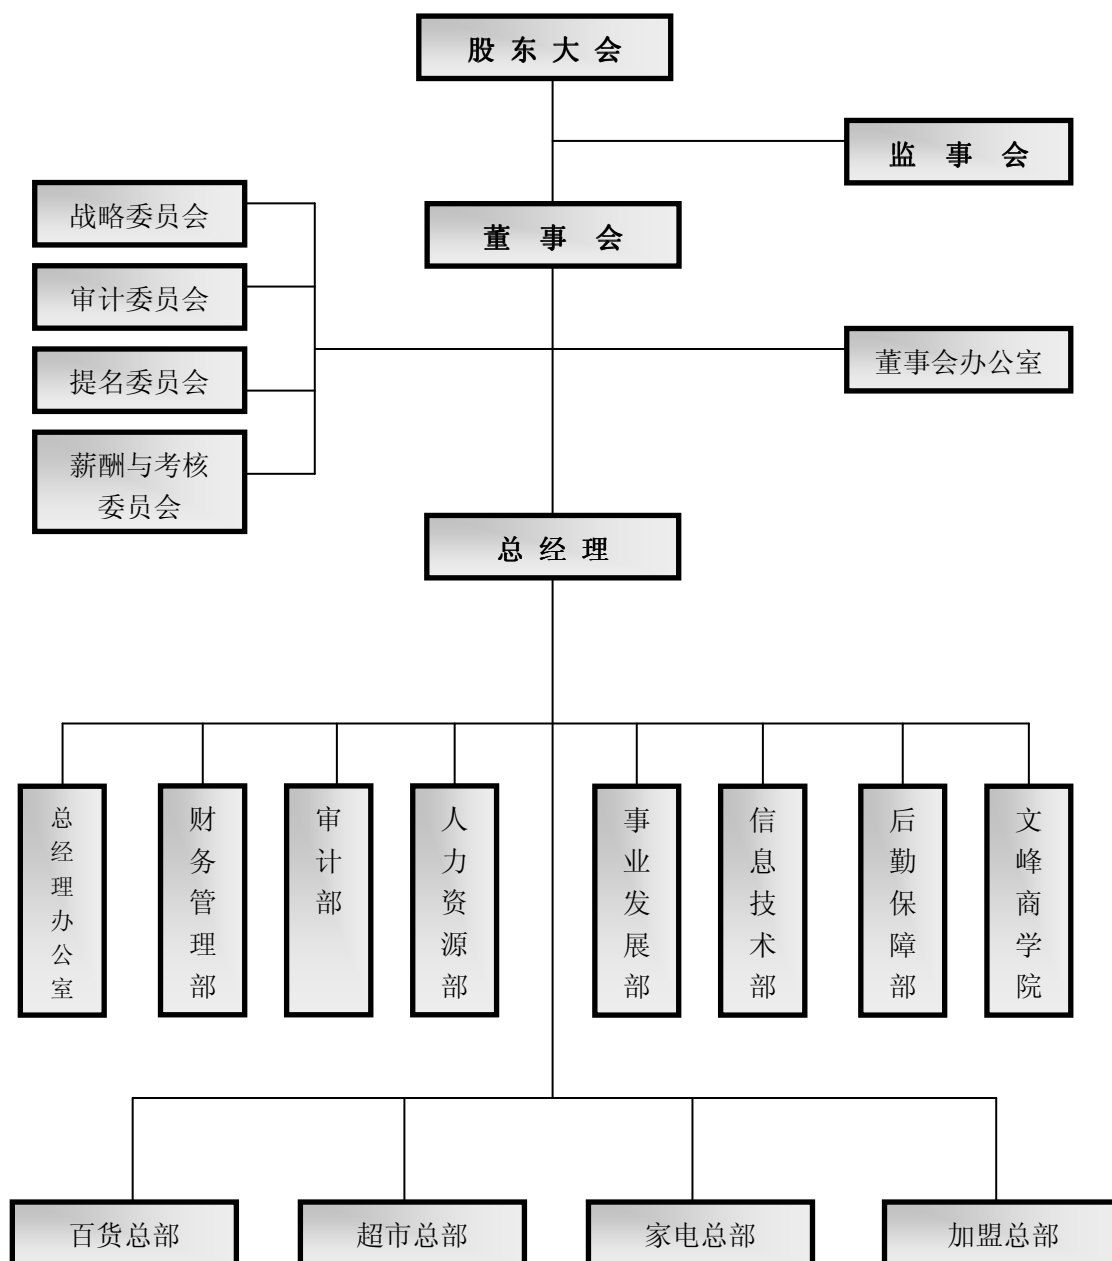 股东大会
监事会
战略委员会
董事会
审计委员会
董事会办公室
提名委员会
薪酬与考核
委员会
总经理
总经理办公室
财务管理部
审计部
人力资源部
事业发展部
信息技术部
后勤保障部
文峰商学院
百货总部
超市总部
家电总部
加盟总部